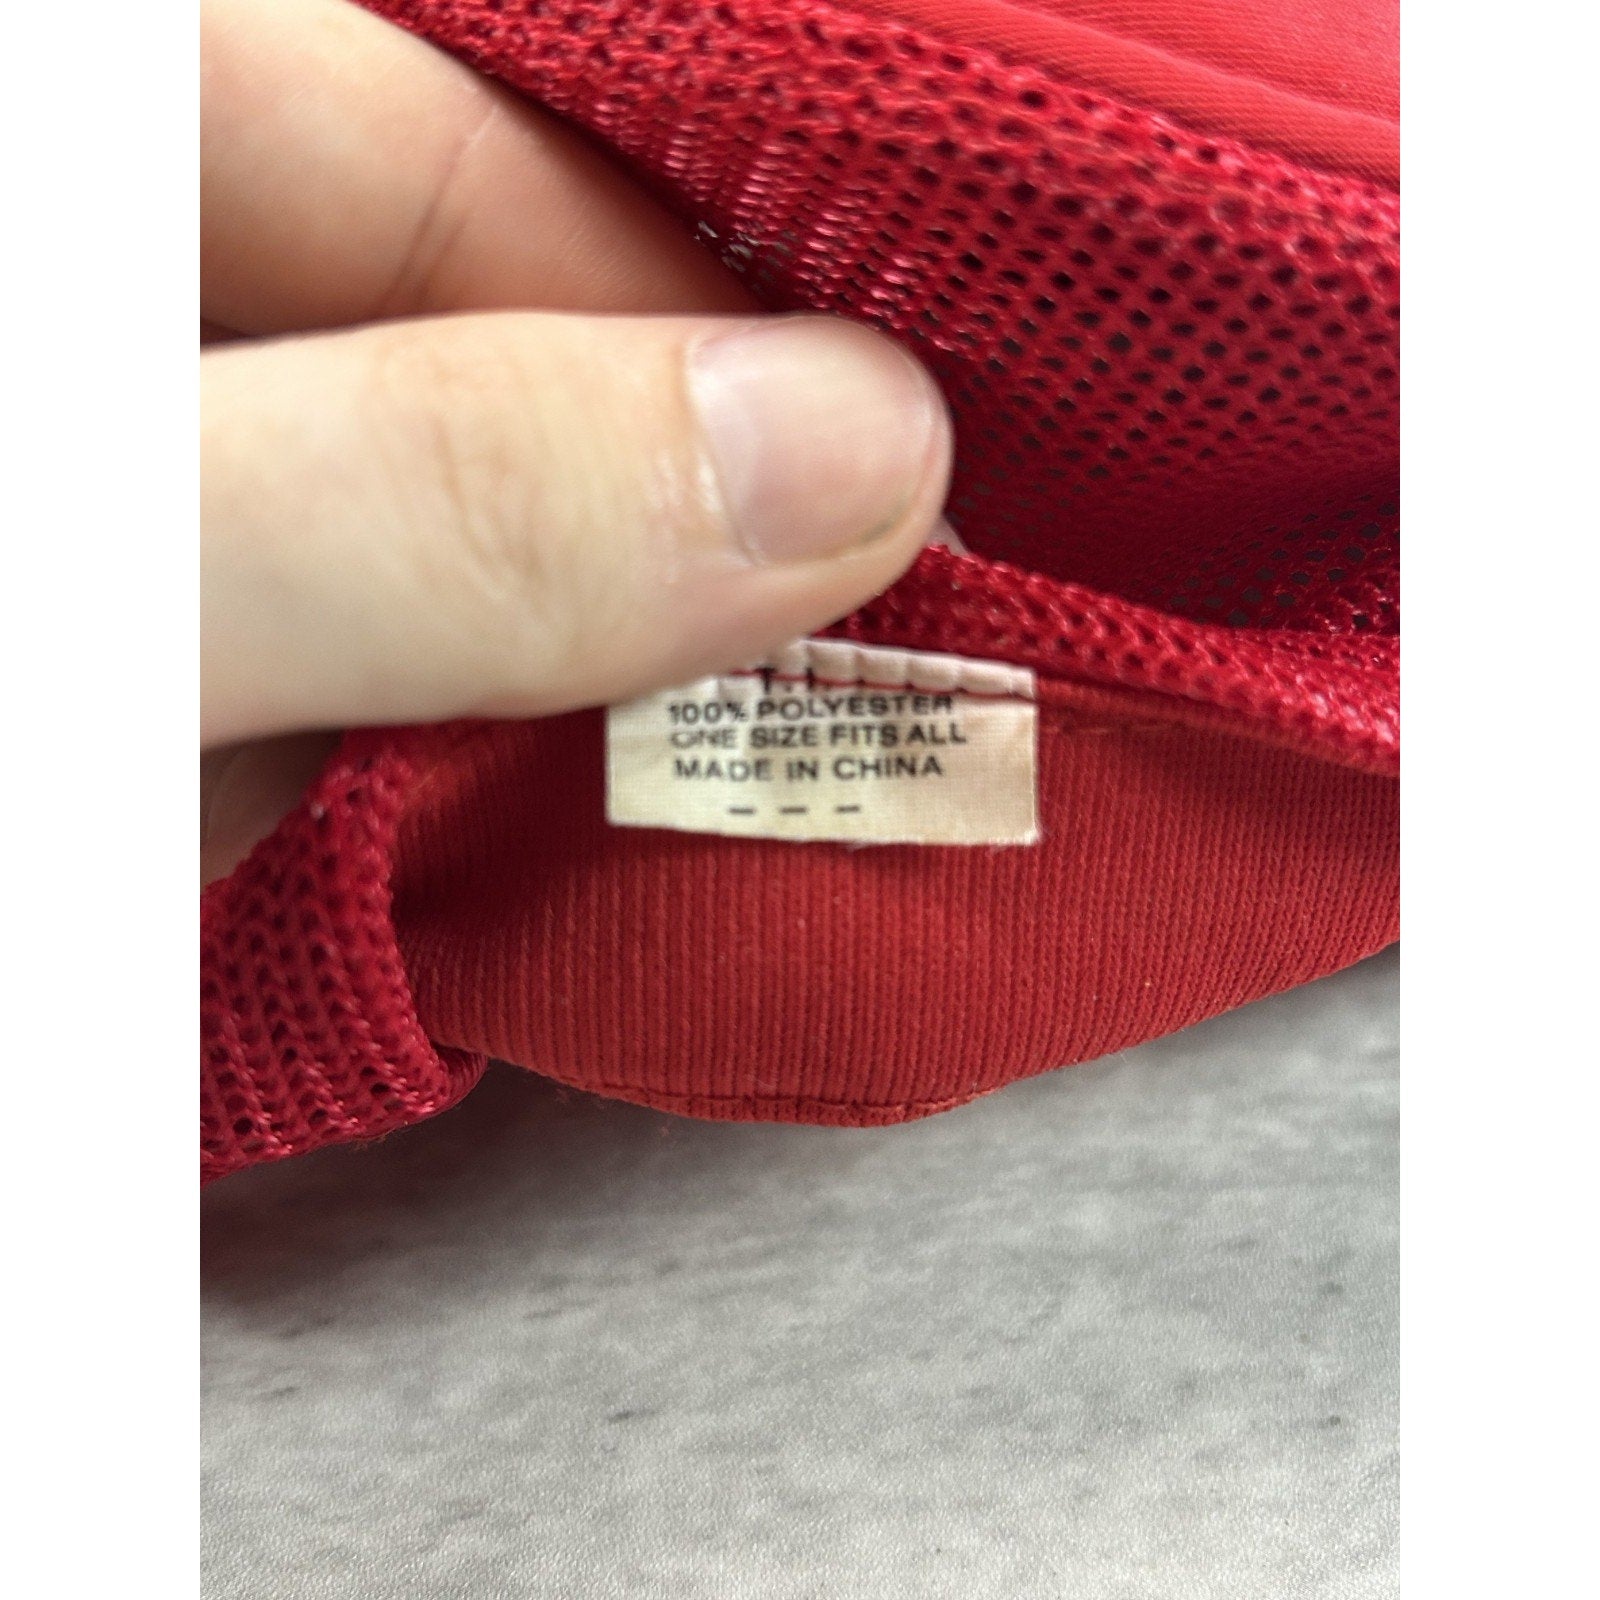 T. I.
100% POLYESTER
ONE SIZE FITS ALL
MADE IN CHINA
– – –